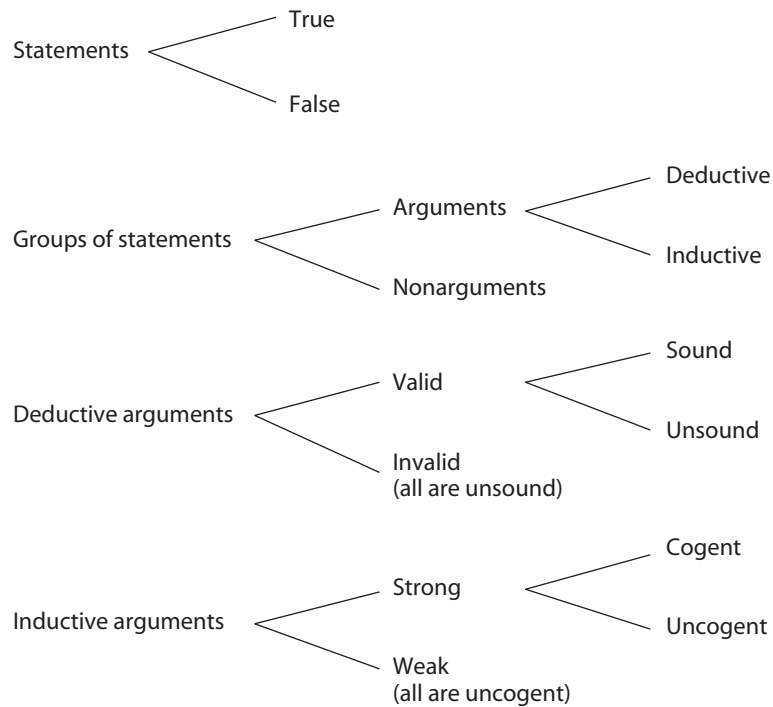 True
Statements
False
Deductive
Arguments
Groups of statements
Inductive
Nonarguments
Sound
Valid
Deductive arguments
Unsound
Invalid
(all are unsound)
Cogent
Strong
Inductive arguments
Uncogent
Weak
(all are uncogent)